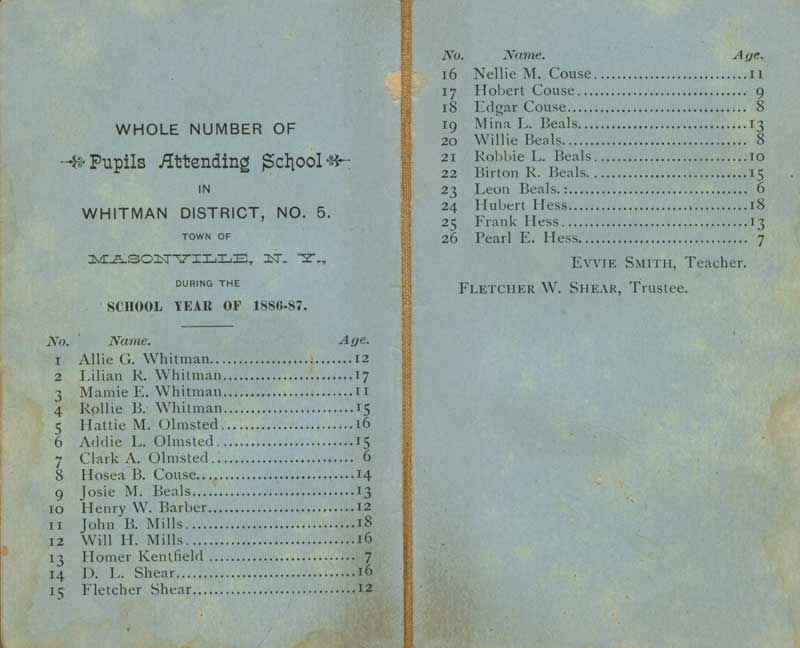 WHOLE NUMBER OF
Pupils Attending School
IN
WHITMAN DISTRICT, NO. 5.
TOWN OF
MASONVILLE, N. Y.,
DURING THE
SCHOOL YEAR OF 1886-87.
No. Name. Age.
1 Allie G. Whitman........................12
2 Lilian R. Whitman......................17
3 Mamie E. Whitman......................11
4 Rollie B. Whitman......................15
5 Hattie M. Olmsted......................16
6 Addie L. Olmsted.......................15
7 Clark A. Olmsted....................... 6
8 Hosea B. Couse.........................14
9 Josie M. Beals...........................13
10 Henry W. Barber.......................12
11 John B. Mills............................18
12 Will H. Mills............................16
13 Homer Kentfield ....................... 7
14 D. L. Shear..............................16
15 Fletcher Shear..........................12
No. Name. Age.
16 Nellie M. Couse.........................11
17 Hobert Couse........................... 9
18 Edgar Couse............................ 8
19 Mina L. Beals...........................13
20 Willie Beals............................. 8
21 Robbie L. Beals.........................10
22 Birton R. Beals..........................15
23 Leon Beals.:............................. 6
24 Hubert Hess.............................18
25 Frank Hess...............................13
26 Pearl E. Hess............................ 7
EVVIE SMITH, Teacher.
FLETCHER W. SHEAR, Trustee.